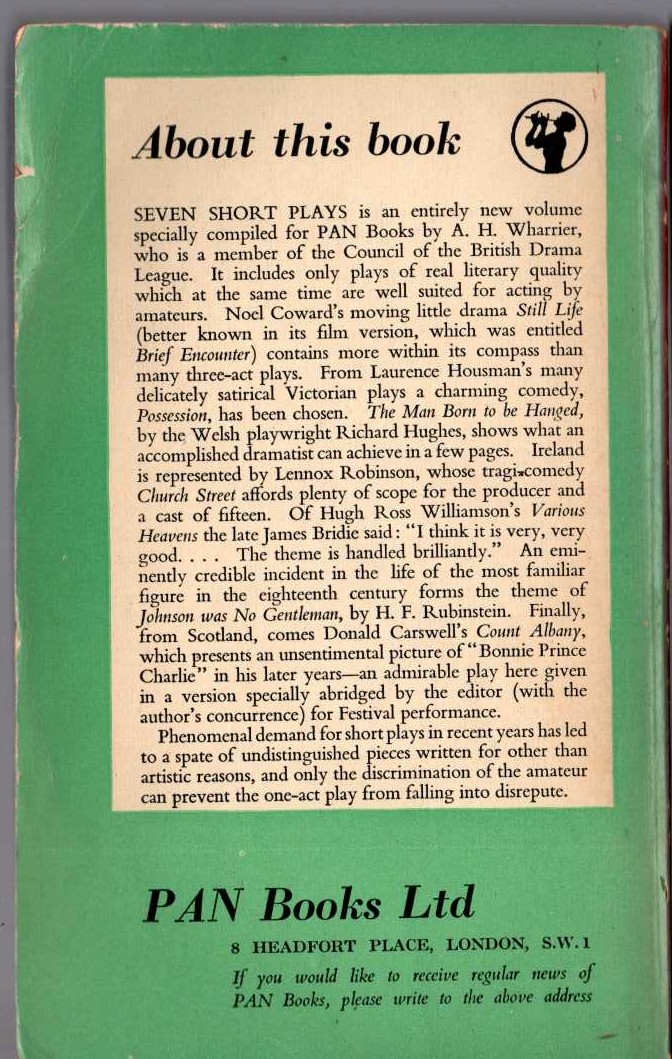 About this book
SEVEN SHORT PLAYS is an entirely new volume
specially compiled for PAN Books by A. H. Wharrier,
who is a member of the Council of the British Drama
League. It includes only plays of real literary quality
which at the same time are well suited for acting by
amateurs. Noel Coward's moving little drama Still Life
(better known in its film version, which was entitled
Brief Encounter) contains more within its compass than
many three-act plays. From Laurence Housman's many
delicately satirical Victorian plays a charming comedy,
Possession, has been chosen. The Man Born to be Hanged,
by the Welsh playwright Richard Hughes, shows what an
accomplished dramatist can achieve in a few pages. Ireland
is represented by Lennox Robinson, whose tragi-comedy
Church Street affords plenty of scope for the producer and
a cast of fifteen. Of Hugh Ross Williamson's Various
Heavens the late James Bridie said: "I think it is very, very
good. . . . The theme is handled brilliantly." An emi-
nently credible incident in the life of the most familiar
figure in the eighteenth century forms the theme of
Johnson was No Gentleman, by H. F. Rubinstein. Finally,
from Scotland, comes Donald Carswell's Count Albany,
which presents an unsentimental picture of "Bonnie Prince
Charlie" in his later years—an admirable play here given
in a version specially abridged by the editor (with the
author's concurrence) for Festival performance.
Phenomenal demand for short plays in recent years has led
to a spate of undistinguished pieces written for other than
artistic reasons, and only the discrimination of the amateur
can prevent the one-act play from falling into disrepute.
PAN Books Ltd
8 HEADFORT PLACE, LONDON, S.W.1
If you would like to receive regular news of
PAN Books, please write to the above address